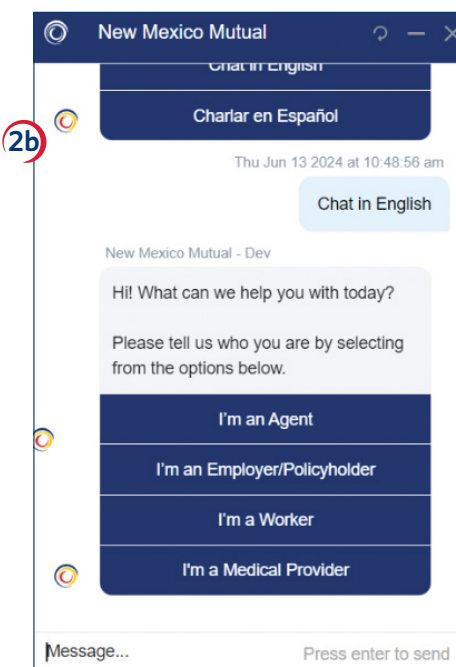 New Mexico Mutual
Chat in English
Charlar en Español
2b
Thu Jun 13 2024 at 10:48:56 am
Chat in English
New Mexico Mutual - Dev
Hi! What can we help you with today?
Please tell us who you are by selecting
from the options below.
I'm an Agent
I'm an Employer/Policyholder
I'm a Worker
I'm a Medical Provider
Message...
Press enter to send